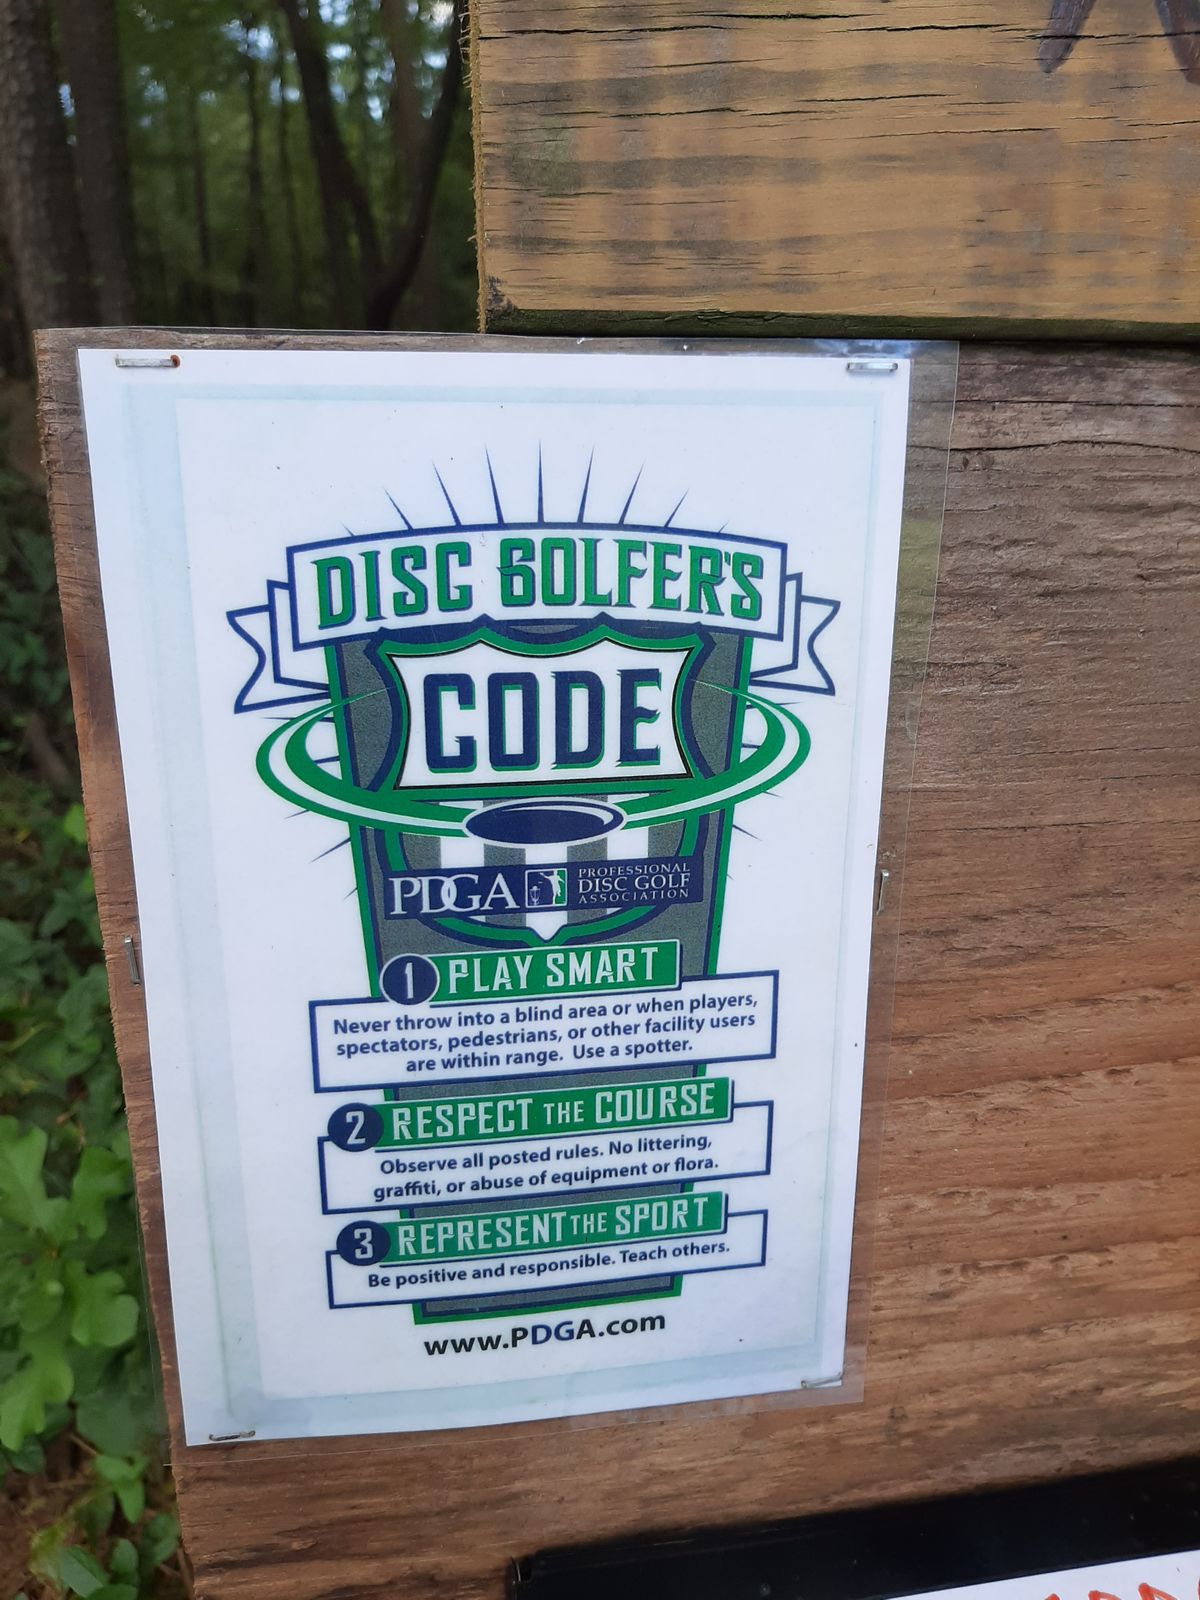 DISC GOLFER'S
CODE
PDGA
PROFESSIONAL
DISC GOLF
ASSOCIATION
1 PLAY SMART
Never throw into a blind area or when players,
spectators, pedestrians, or other facility users
are within range. Use a spotter.
2 RESPECT THE COURSE
Observe all posted rules. No littering,
graffiti, or abuse of equipment or flora.
3 REPRESENT THE SPORT
Be positive and responsible. Teach others.
www.PDGA.com